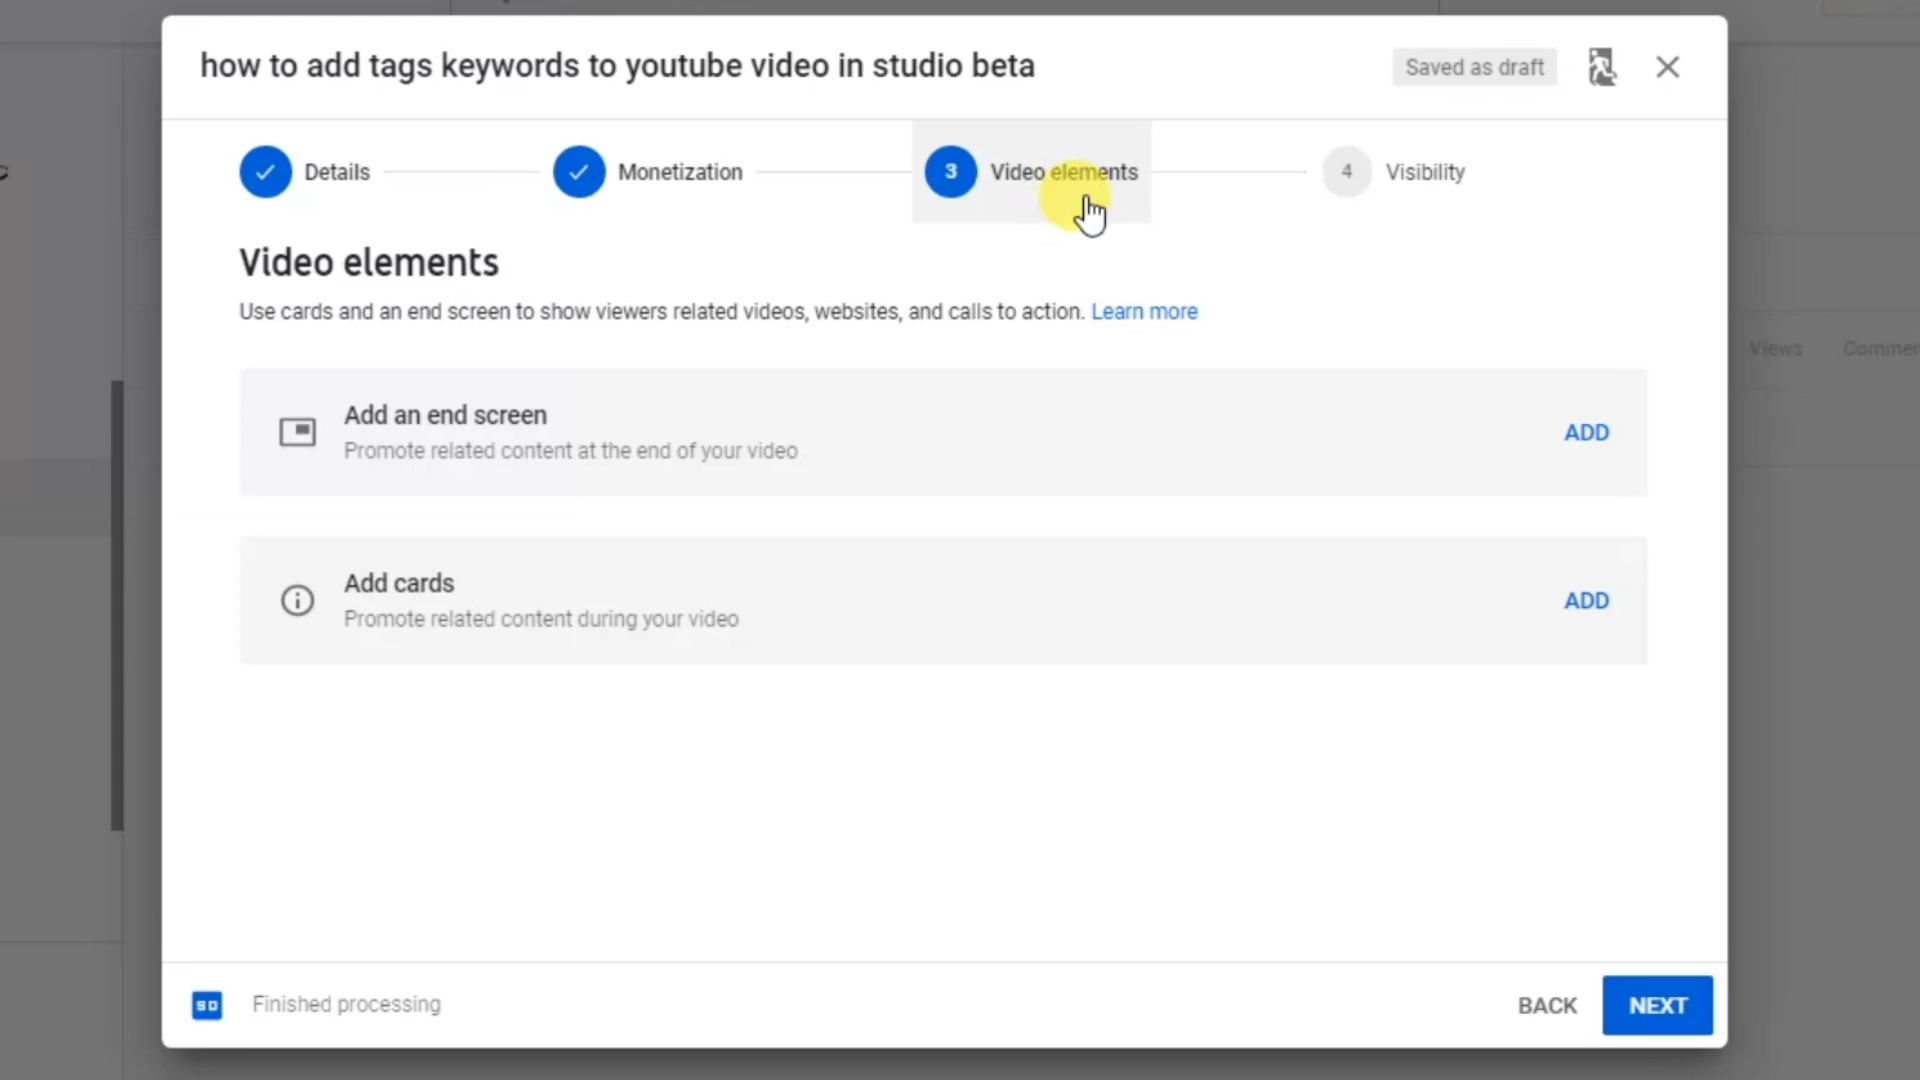 how to add tags keywords to youtube video in studio beta
Saved as draft
Details
Monetization
3 Video elements
4 Visibility
Video elements
Use cards and an end screen to show viewers related videos, websites, and calls to action. Learn more
Views
Add an end screen
Promote related content at the end of your video
ADD
Add cards
Promote related content during your video
ADD
SD Finished processing
BACK
NEXT